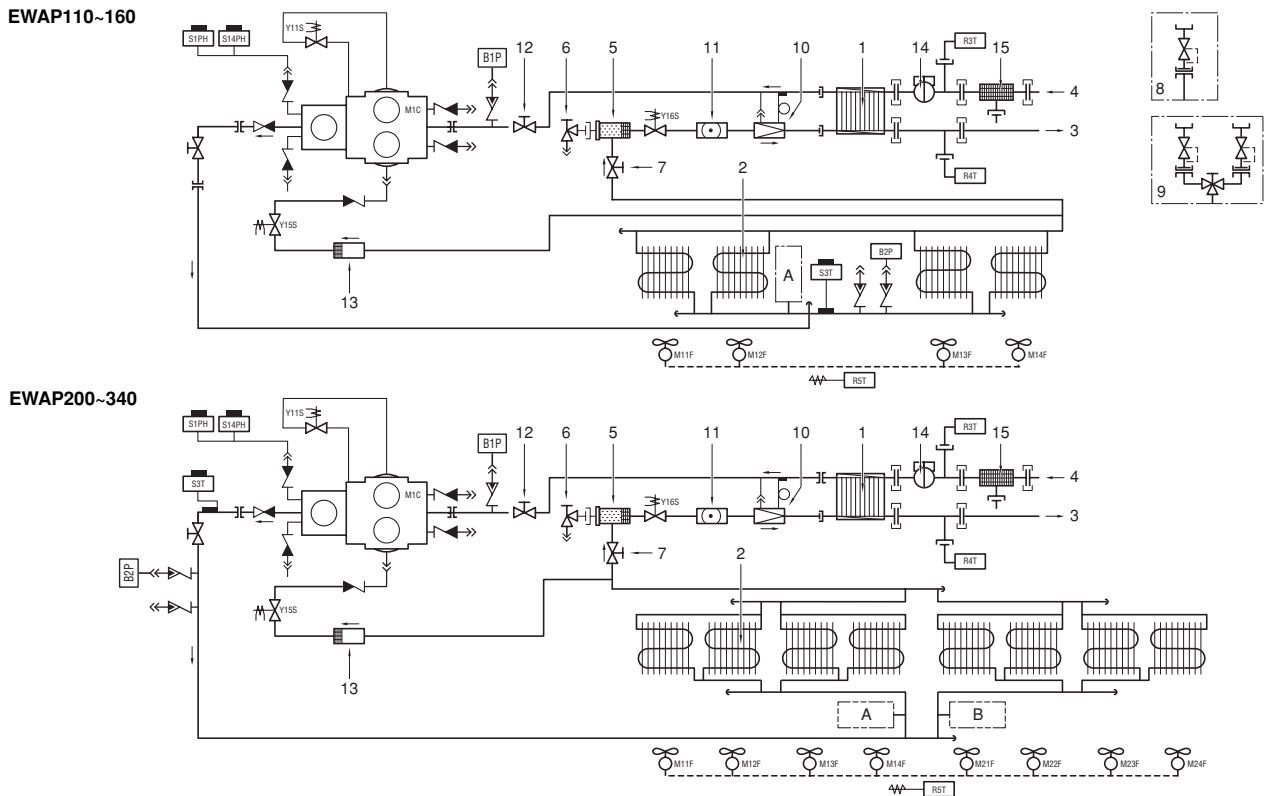 EWAP110~160
S1PH S14PH
Y11S
B1P
12 6 5 11 10 1 14 R3T 15
8
M1C
4
Y16S
3
7
R4T
2
9
Y15S
13
A
S3T
B2P
M11F M12F M13F M14F
R5T
EWAP200~340
S1PH S14PH
Y11S
B1P
12 6 5 11 10 1 14 R3T 15
S3T
M1C
4
Y16S
3
7
R4T
2
B2P
Y15S
13
A B
M11F M12F M13F M14F M21F M22F M23F M24F
R5T